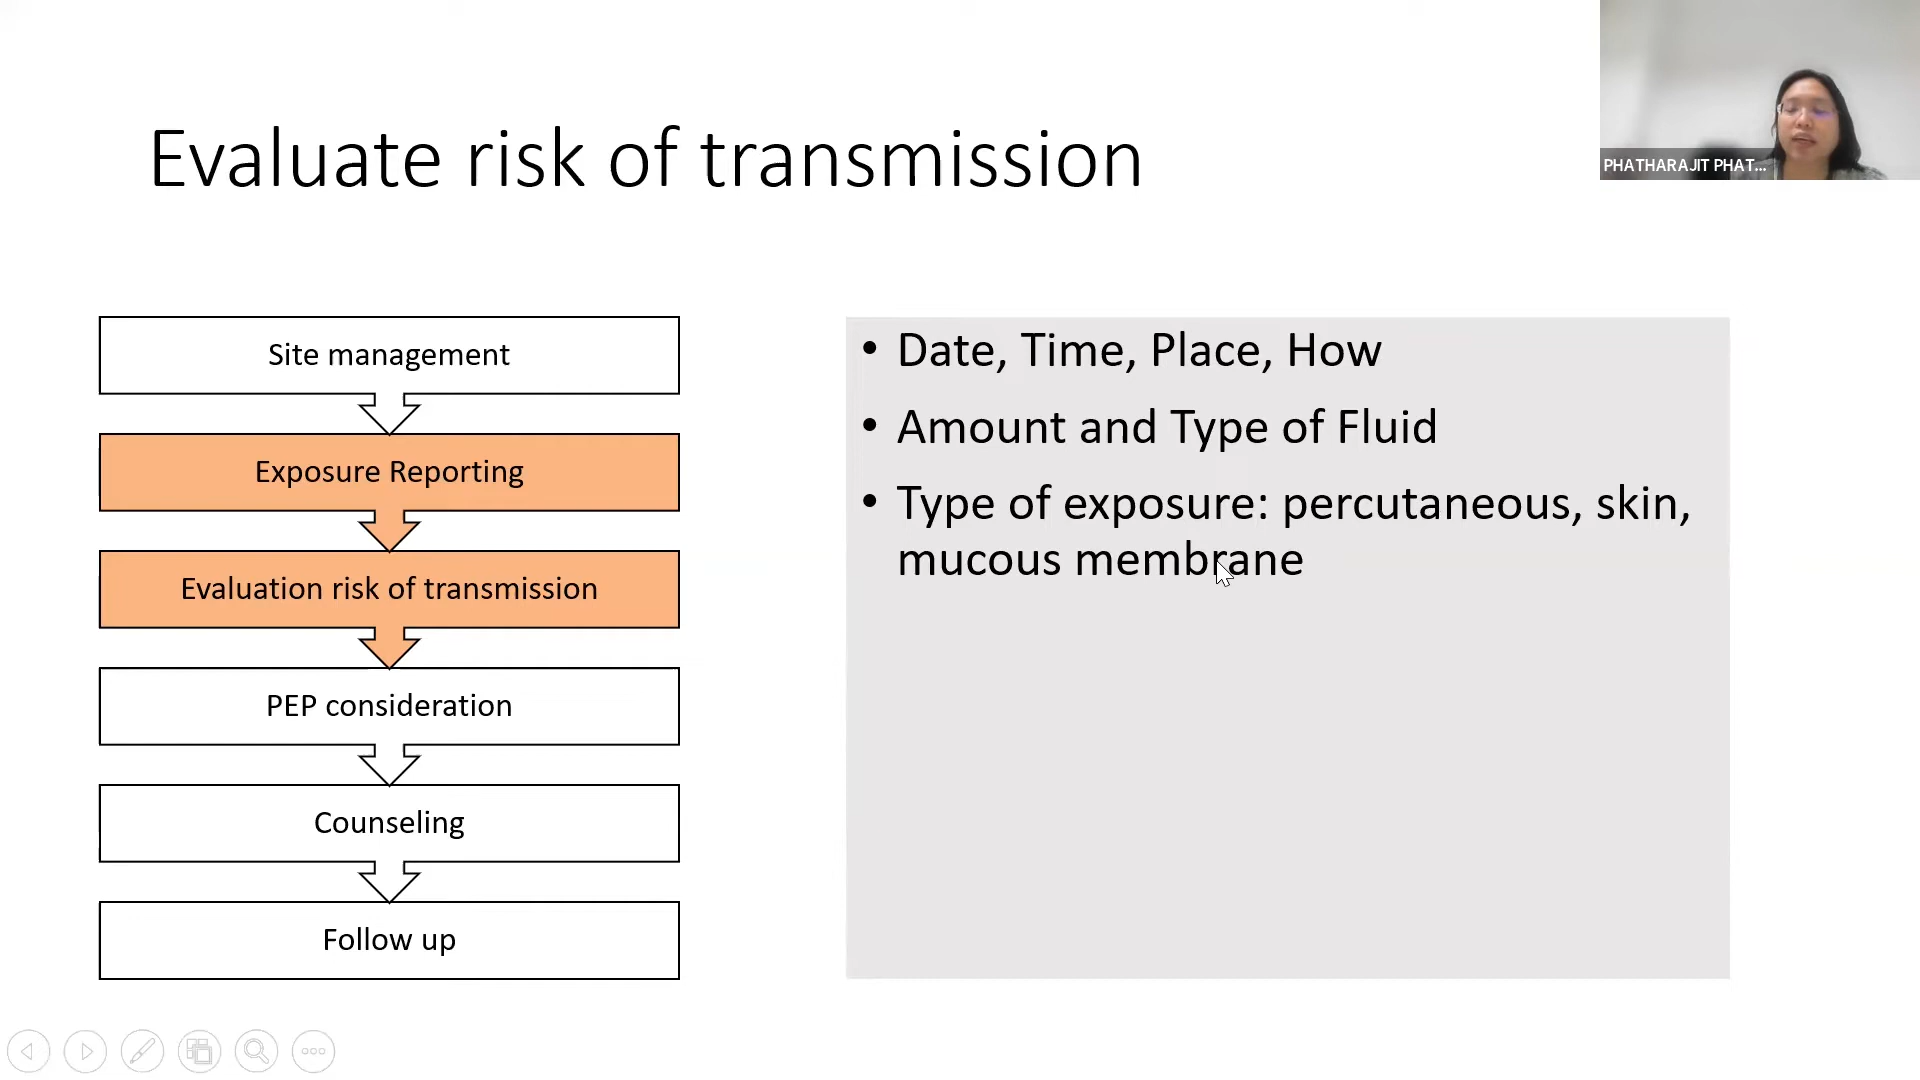 PHATHARAJIT PHAT...
Evaluate risk of transmission
Site management
Exposure Reporting
Evaluation risk of transmission
PEP consideration
Counseling
Follow up
• Date, Time, Place, How
• Amount and Type of Fluid
• Type of exposure: percutaneous, skin,
mucous membrane